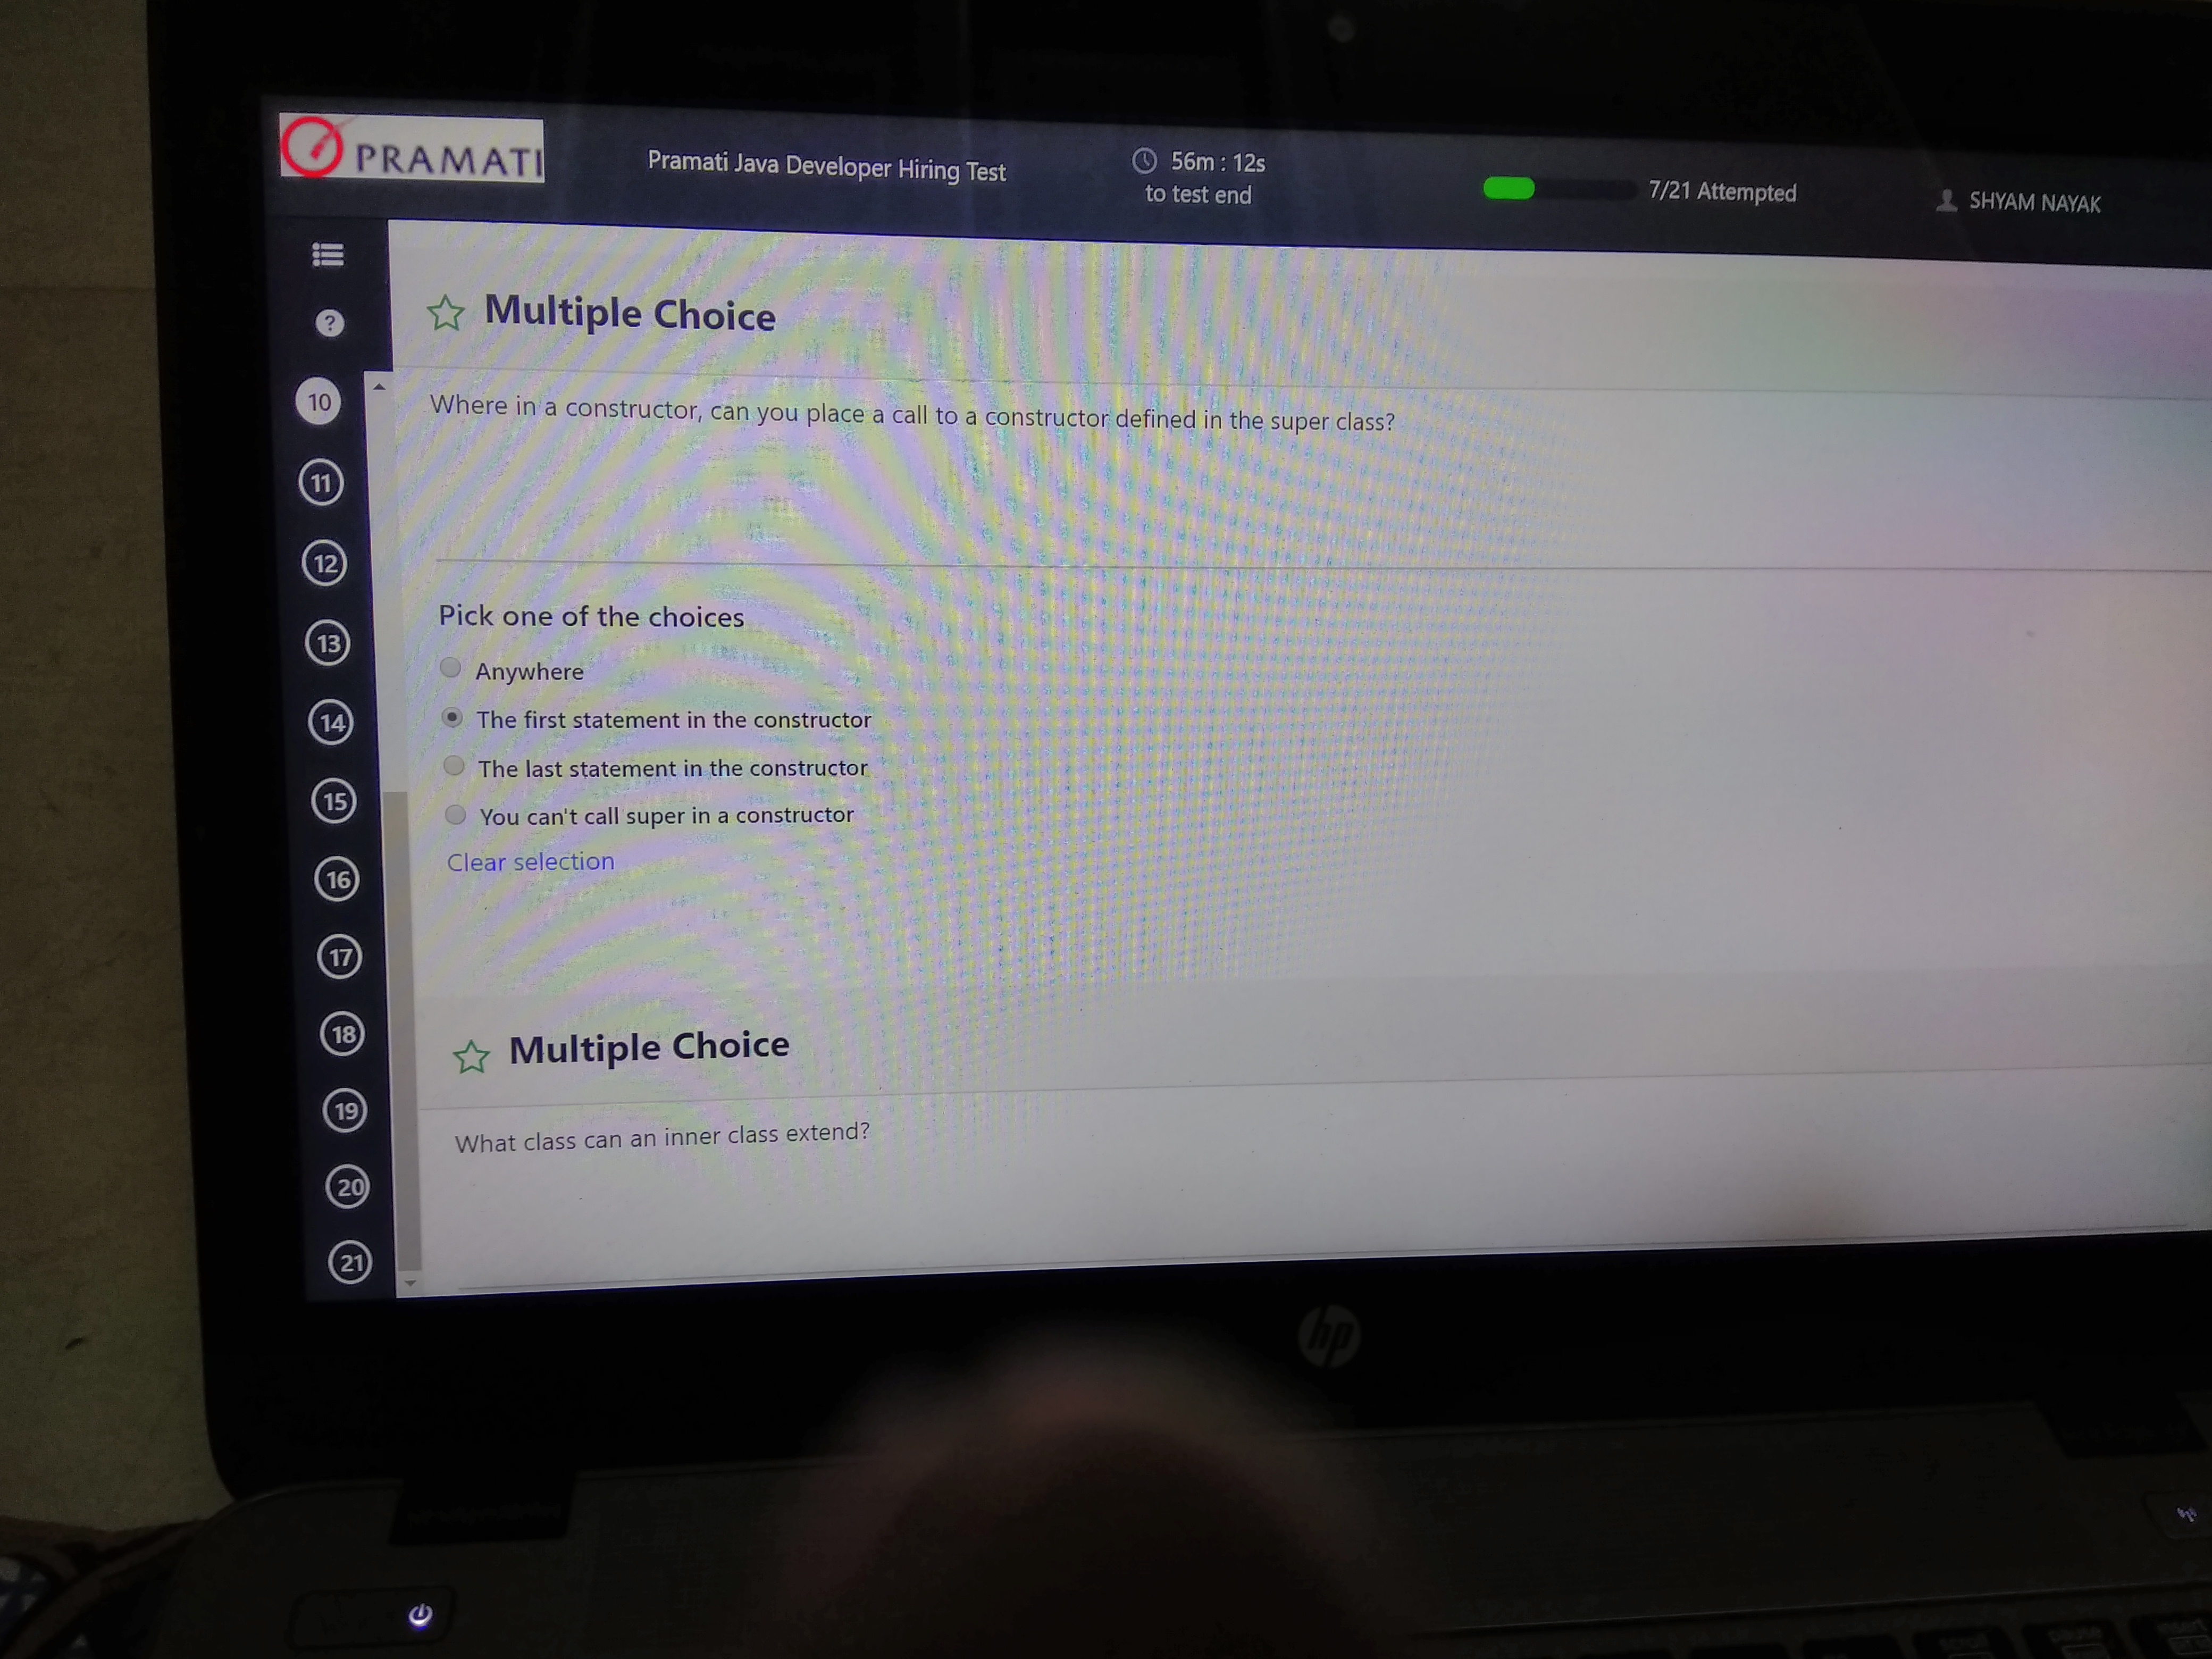 PRAMATI
Pramati Java Developer Hiring Test
56m : 12s
to test end
7/21 Attempted
SHYAM NAYAK
?
Multiple Choice
10
Where in a constructor, can you place a call to a constructor defined in the super class?
11
12
Pick one of the choices
13
Anywhere
14
The first statement in the constructor
The last statement in the constructor
15
You can't call super in a constructor
16
Clear selection
17
18
Multiple Choice
19
What class can an inner class extend?
20
21
hp